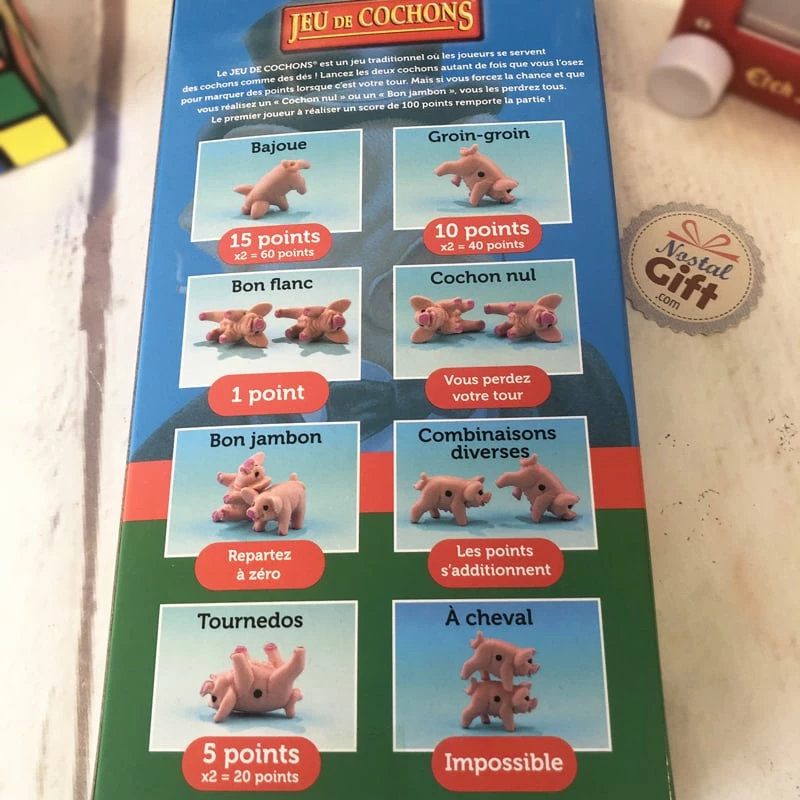 JEU DE COCHONS
Le JEU DE COCHONS® est un jeu traditionnel où les joueurs se servent
des cochons comme des dés ! Lancez les deux cochons autant de fois que vous l'osez
pour marquer des points lorsque c'est votre tour. Mais si vous forcez la chance et que
vous réalisez un « Cochon nul » ou un « Bon jambon », vous les perdrez tous.
Le premier joueur à réaliser un score de 100 points remporte la partie !
Bajoue
15 points
x2 = 60 points
Groin-groin
10 points
x2 = 40 points
Bon flanc
1 point
Cochon nul
Vous perdez
votre tour
Bon jambon
Repartez
à zéro
Combinaisons
diverses
Les points
s'additionnent
Tournedos
5 points
x2 = 20 points
À cheval
Impossible
Nostal
Gift
.com
Etch